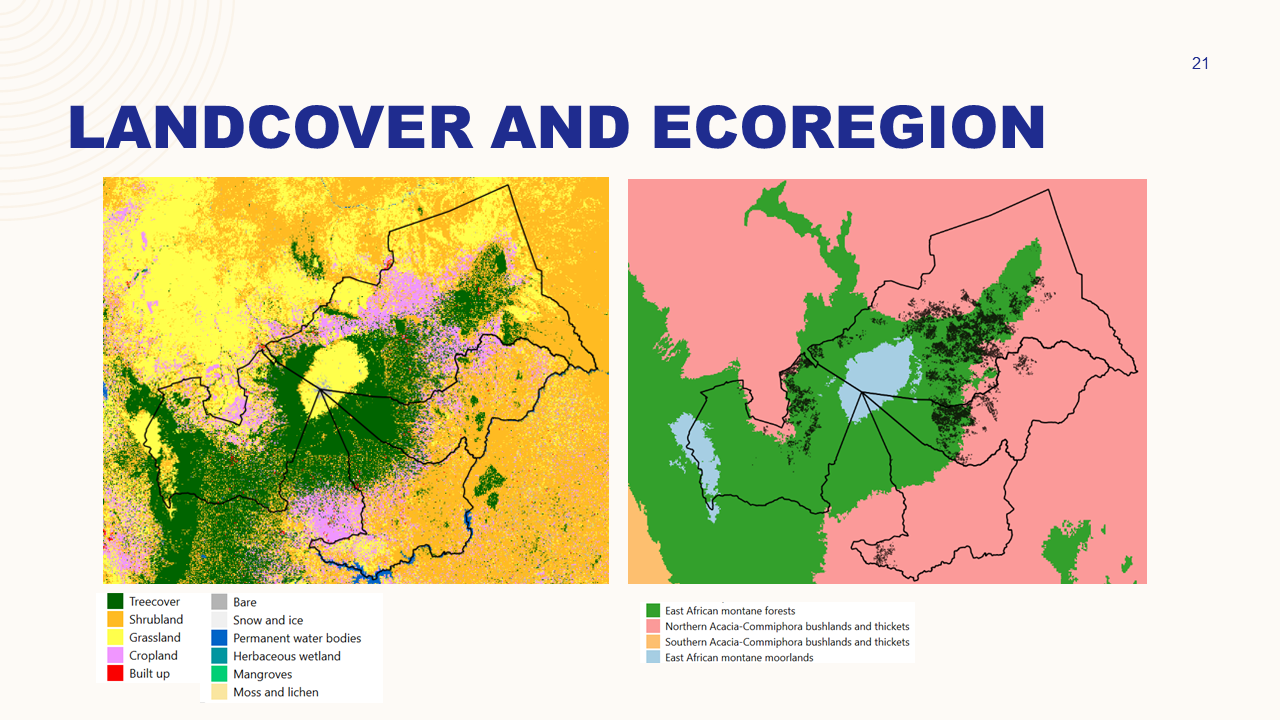 21
LANDCOVER AND ECOREGION
Treecover
Shrubland
Grassland
Cropland
Built up
Bare
Snow and ice
Permanent water bodies
Herbaceous wetland
Mangroves
Moss and lichen
East African montane forests
Northern Acacia-Commiphora bushlands and thickets
Southern Acacia-Commiphora bushlands and thickets
East African montane moorlands